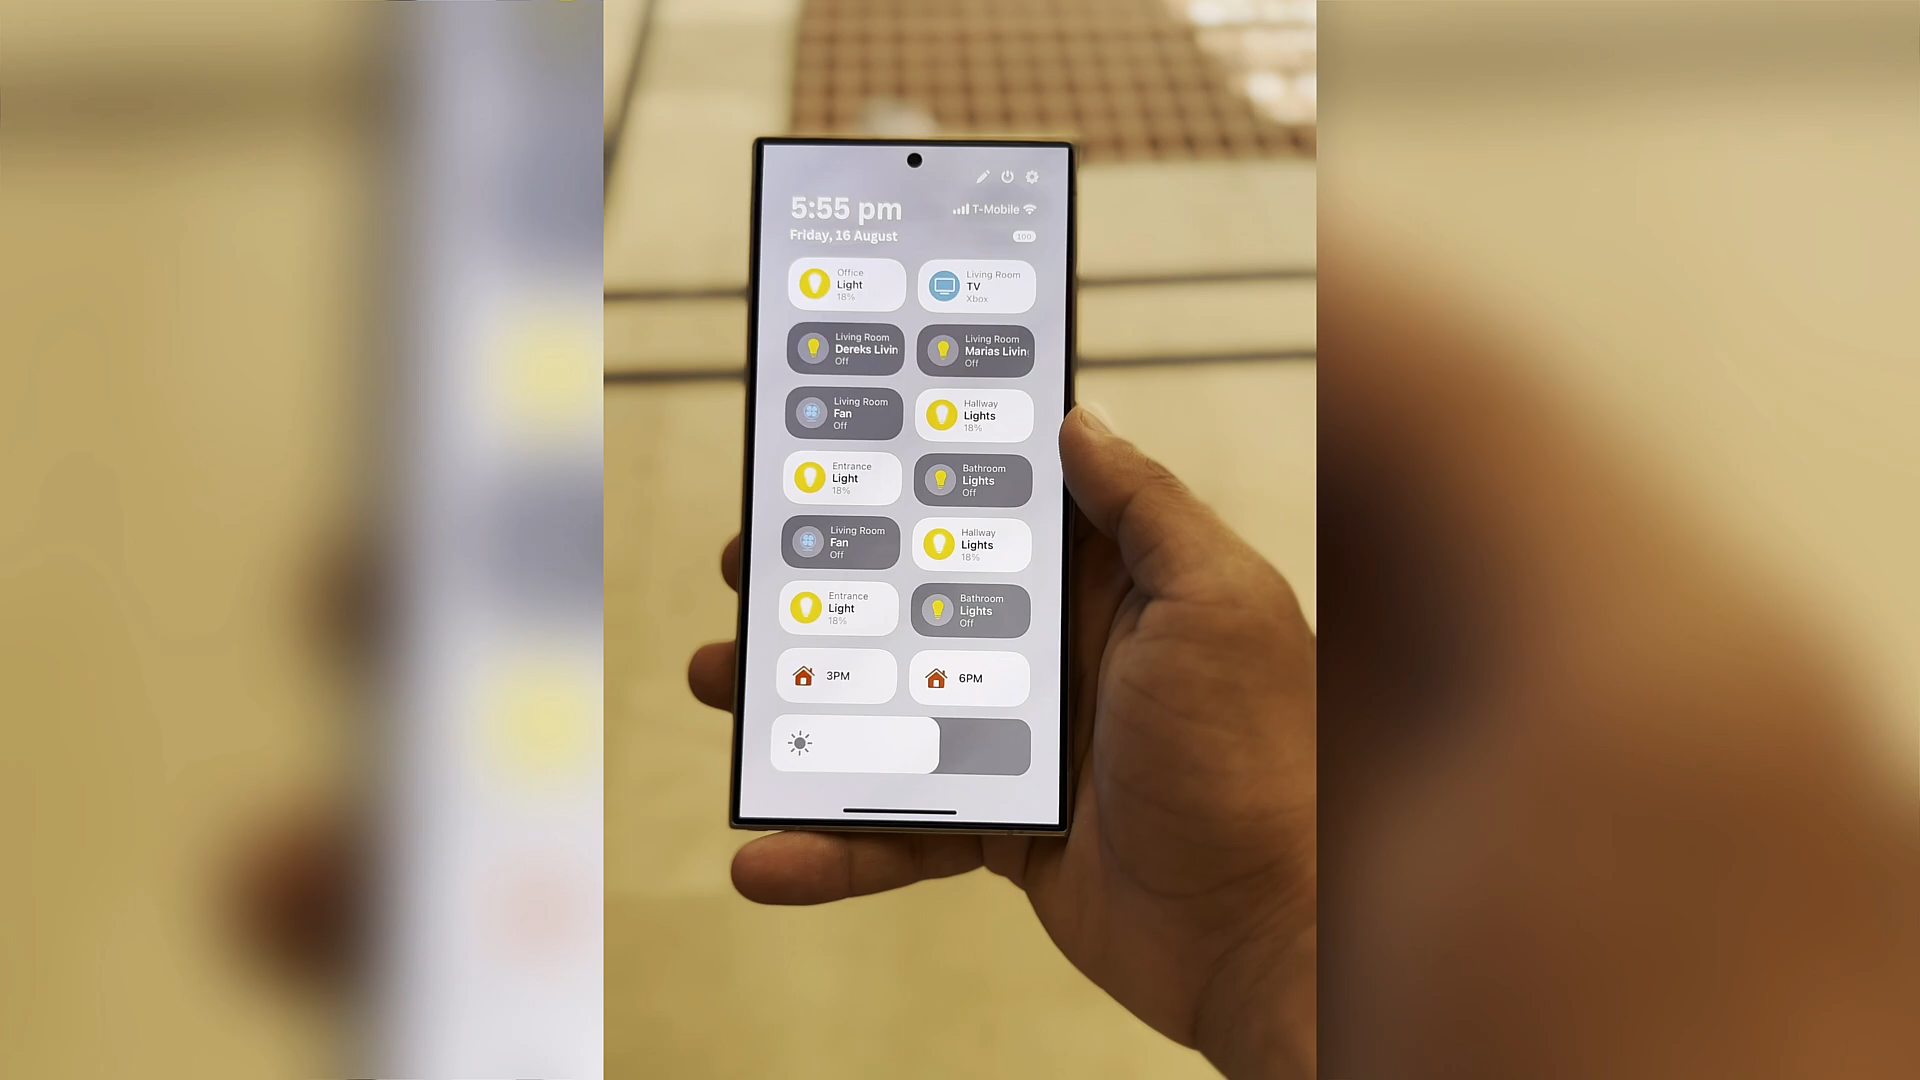 5:55 pm
T-Mobile
Friday, 16 August
100
Office
Light
18%
Living Room
TV
Xbox
Living Room
Dereks Livin
Off
Living Room
Marias Livin
Off
Living Room
Fan
Off
Hallway
Lights
18%
Entrance
Light
18%
Bathroom
Lights
Off
Living Room
Fan
Off
Hallway
Lights
18%
Entrance
Light
18%
Bathroom
Lights
Off
3PM
6PM